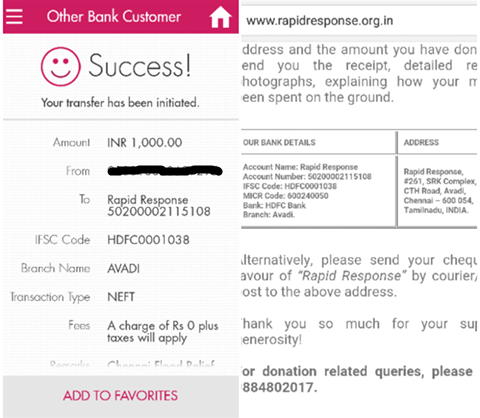 Other Bank Customer
Success!
Your transfer has been initiated.
Amount INR 1,000.00
From
To Rapid Response
50200002115108
IFSC Code HDFC0001038
Branch Name AVADI
Transaction Type NEFT
Fees A charge of Rs 0 plus
taxes will apply
Remarks Chennai Flood Relief
ADD TO FAVORITES
www.rapidresponse.org.in
ddress and the amount you have don
end you the receipt, detailed re
hotographs, explaining how your m
een spent on the ground.
OUR BANK DETAILS ADDRESS
Account Name: Rapid Response
Account Number: 50200002115108
IFSC Code: HDFC0001038
MICR Code: 600240050
Bank: HDFC Bank
Branch: Avadi.
Rapid Response,
#261, SRK Complex,
CTH Road, Avadi,
Chennai – 600 054,
Tamilnadu, INDIA.
lternatively, please send your chequ
avour of "Rapid Response" by courier/
ost to the above address.
hank you so much for your sup
enerosity!
or donation related queries, please
884802017.